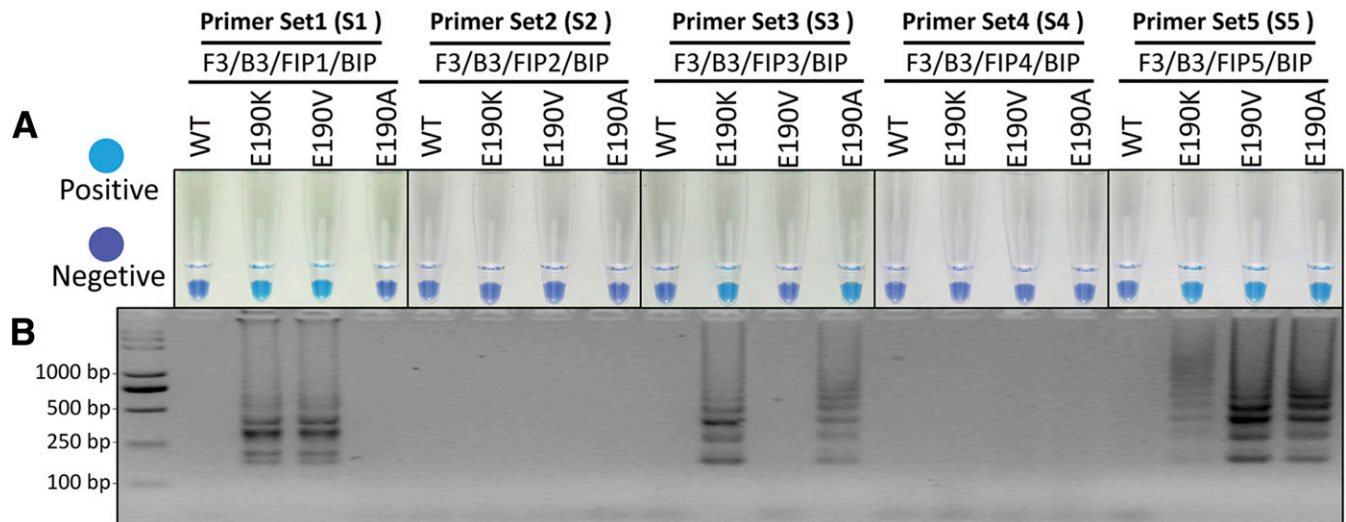 Primer Set1 (S1 ) Primer Set2 (S2 ) Primer Set3 (S3 ) Primer Set4 (S4 ) Primer Set5 (S5 )
F3/B3/FIP1/BIP F3/B3/FIP2/BIP F3/B3/FIP3/BIP F3/B3/FIP4/BIP F3/B3/FIP5/BIP
WT E190K E190V E190A WT E190K E190V E190A WT E190K E190V E190A WT E190K E190V E190A WT E190K E190V E190A
A
Positive
Negetive
B
1000 bp
500 bp
250 bp
100 bp